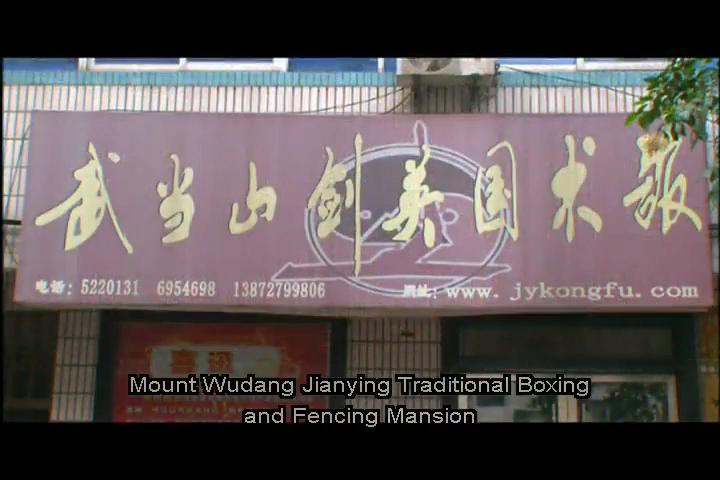 武当山剑英国术馆
电话: 5220131 6954698 13872799806 网址: www.jykongfu.com
Mount Wudang Jianying Traditional Boxing
and Fencing Mansion